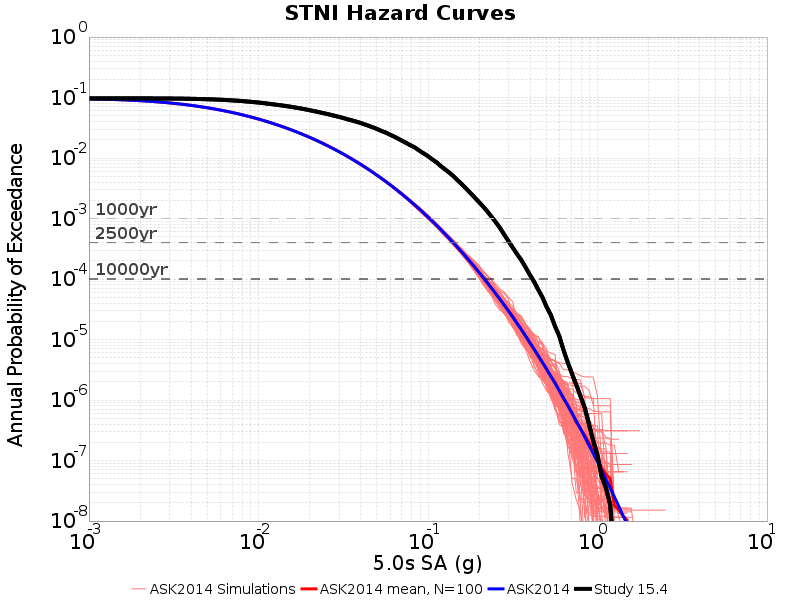 STNI Hazard Curves
Annual Probability of Exceedance
10^0
10^-1
10^-2
10^-3
10^-4
10^-5
10^-6
10^-7
10^-8
1000yr
2500yr
10000yr
10^-3 10^-2 10^-1 10^0 10^1
5.0s SA (g)
ASK2014 Simulations ASK2014 mean, N=100 ASK2014 Study 15.4